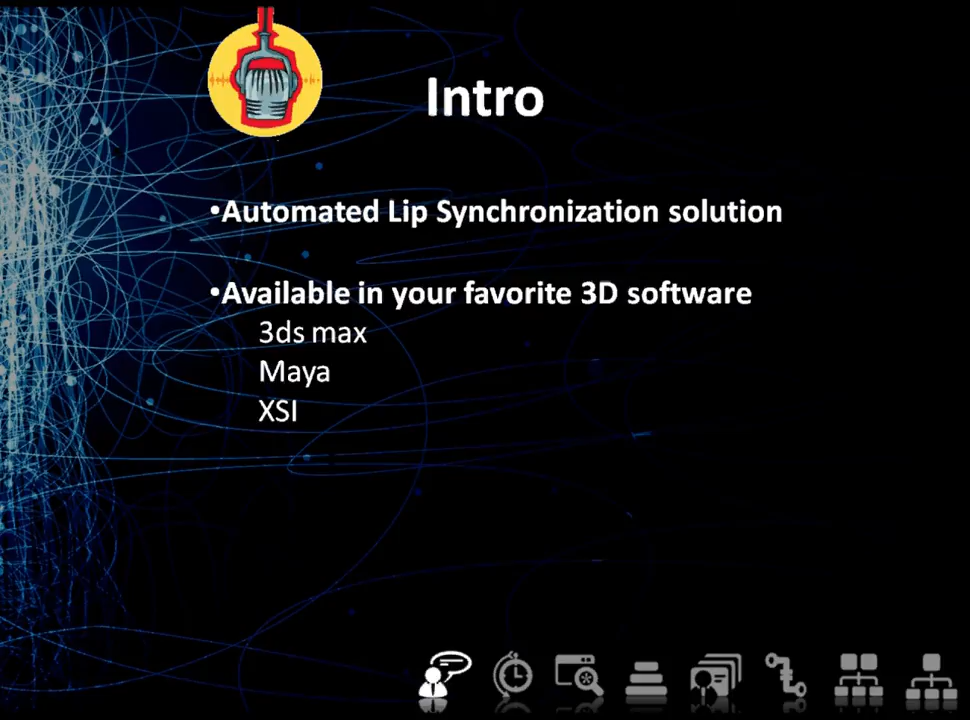 Intro
•Automated Lip Synchronization solution
•Available in your favorite 3D software
3ds max
Maya
XSI